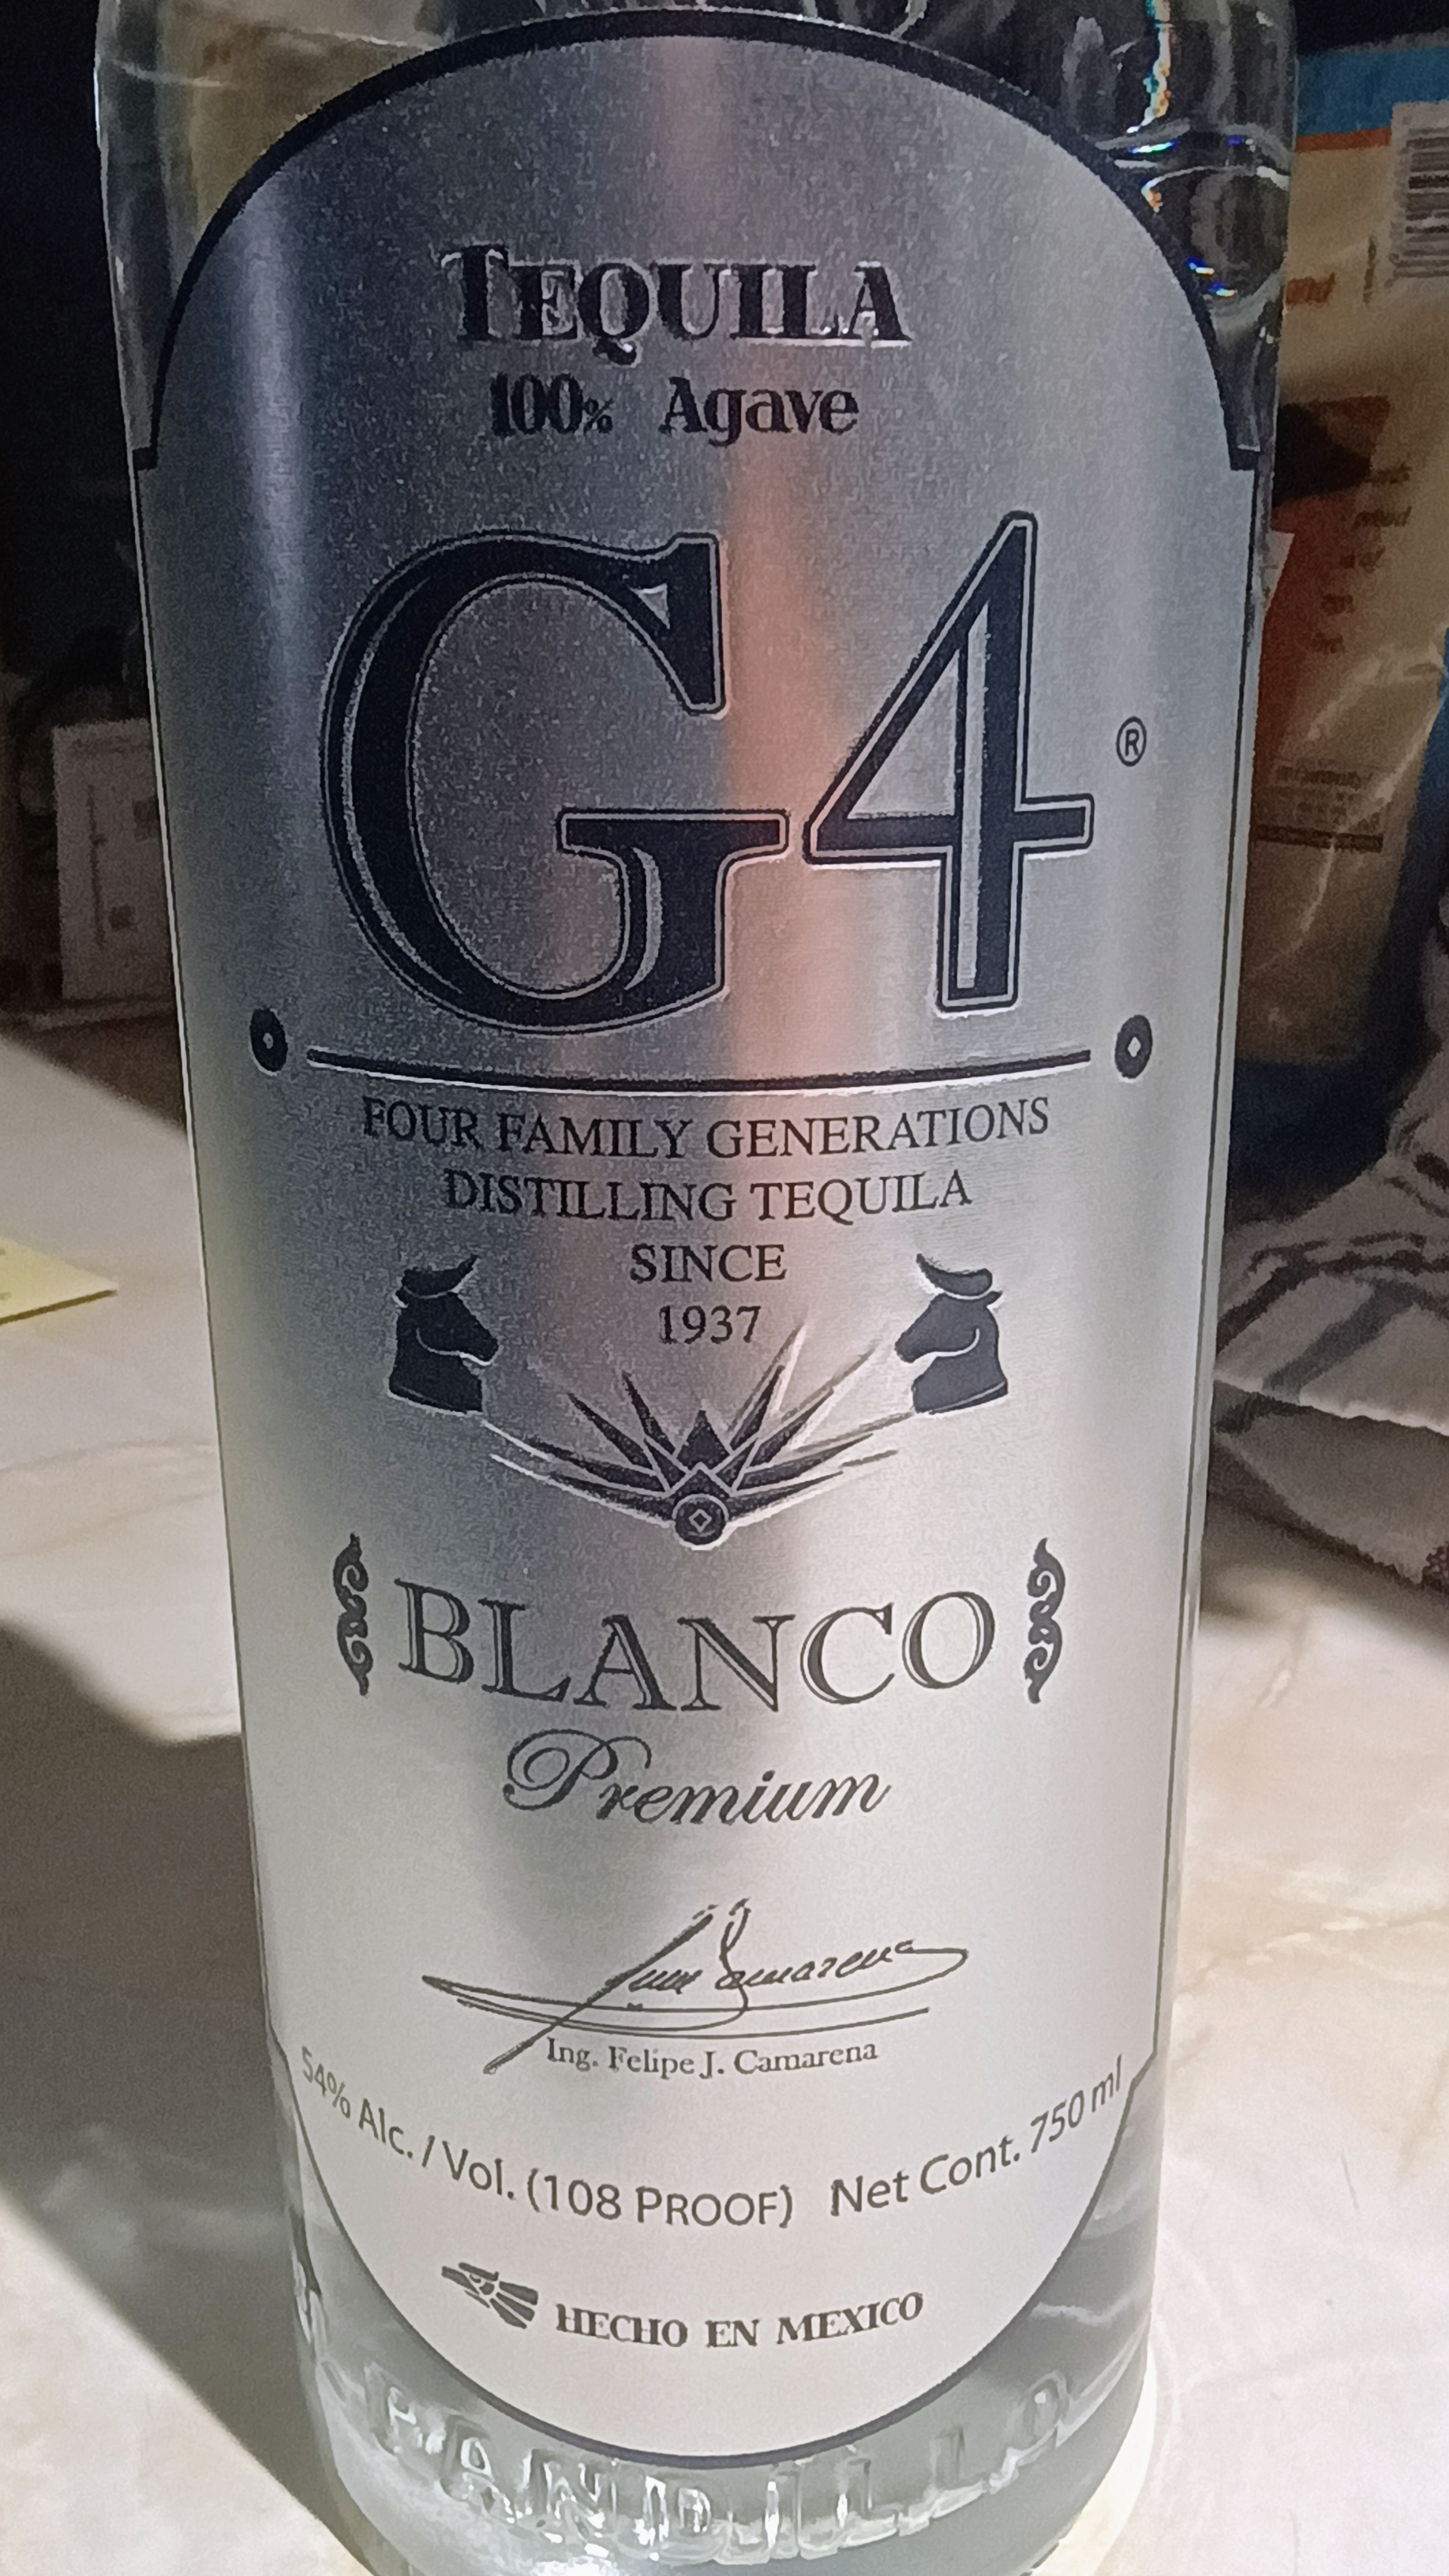 TEQUILA
100% Agave
G4 ®
FOUR FAMILY GENERATIONS
DISTILLING TEQUILA
SINCE
1937
BLANCO
Premium
Ing. Felipe J. Camarena
54% Alc. / Vol. (108 PROOF) Net Cont. 750 ml
HECHO EN MEXICO
PANDILLO